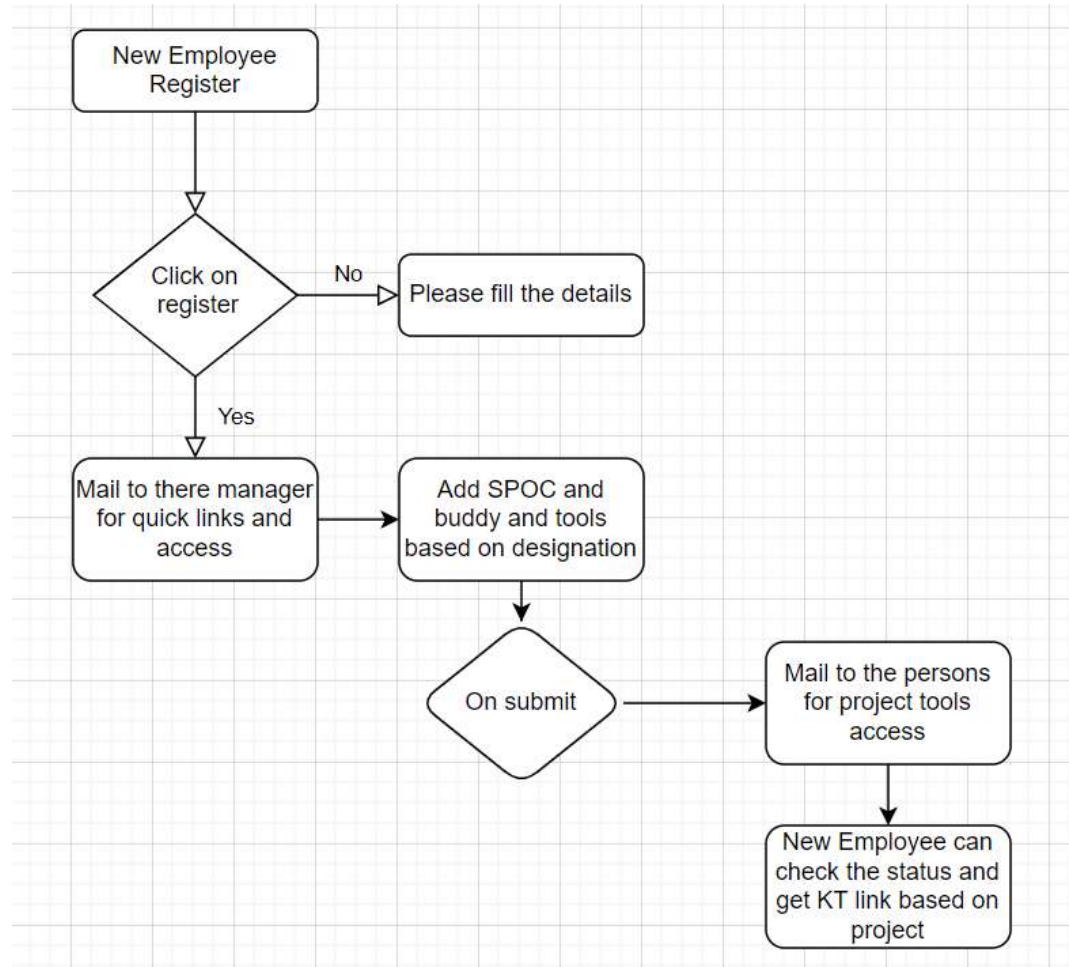 New Employee
Register
Click on
register
No
Please fill the details
Yes
Mail to there manager
for quick links and
access
Add SPOC and
buddy and tools
based on designation
On submit
Mail to the persons
for project tools
access
New Employee can
check the status and
get KT link based on
project